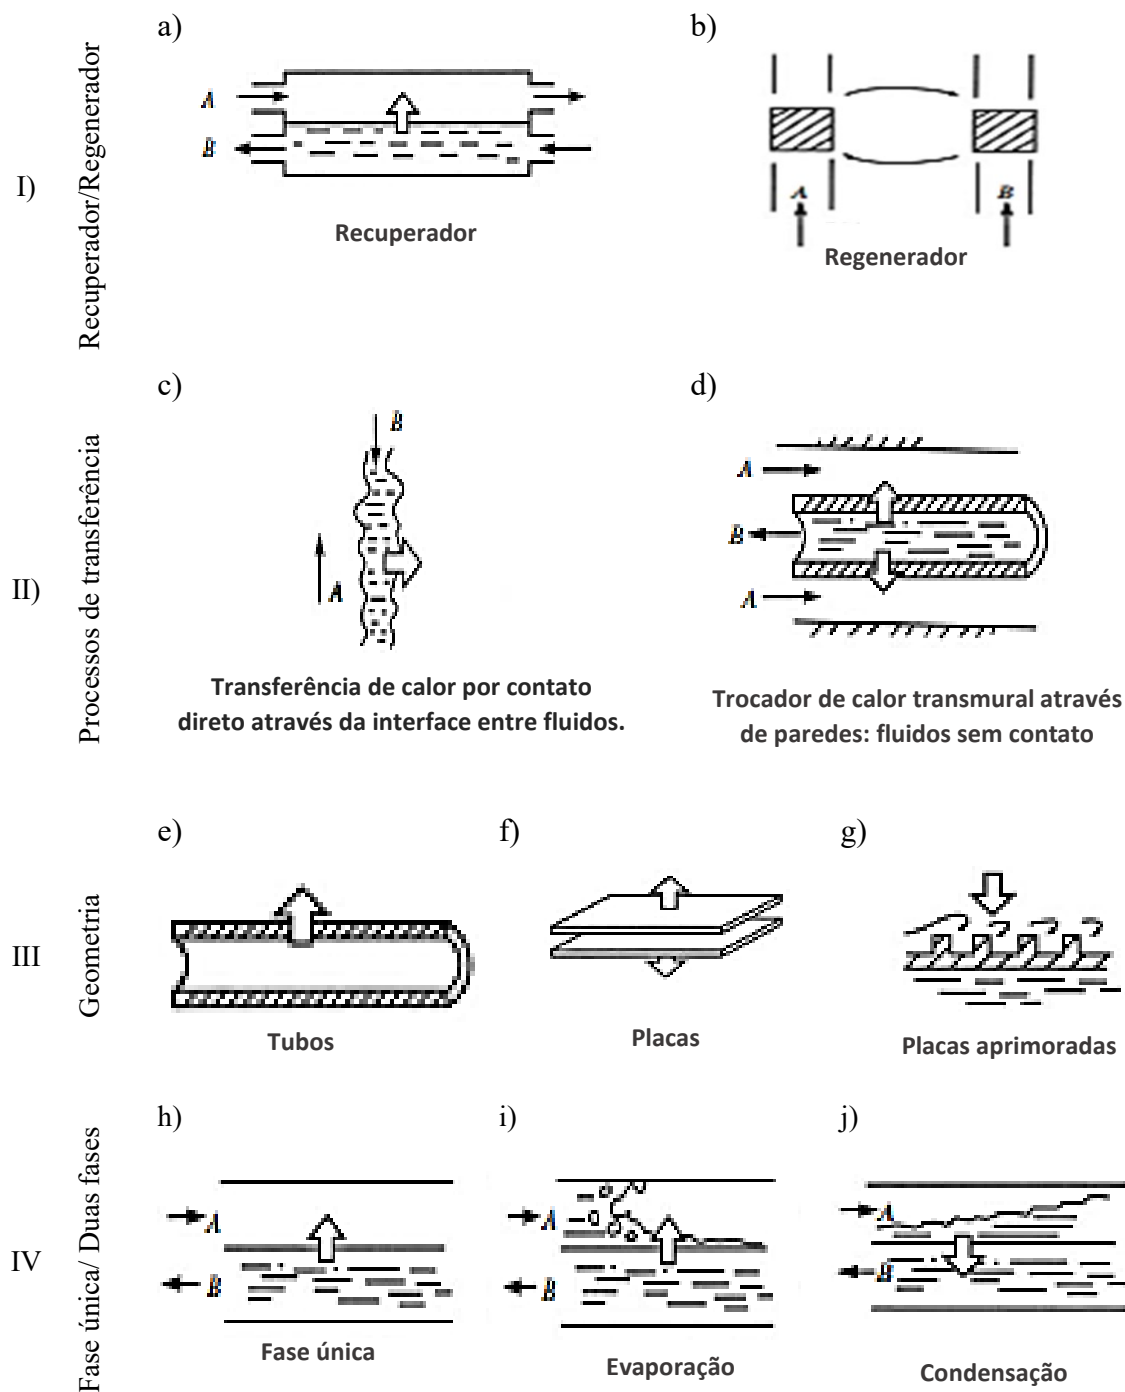 I)
Recuperador/Regenerador
a)
A
B
Recuperador
b)
A
B
Regenerador
II)
Processos de transferência
c)
B
A
Transferência de calor por contato
direto através da interface entre fluidos.
d)
A
B
A
Trocador de calor transmural através
de paredes: fluidos sem contato
III
Geometria
e)
Tubos
f)
Placas
g)
Placas aprimoradas
IV
Fase única/ Duas fases
h)
A
B
Fase única
i)
A
B
Evaporação
j)
A
B
Condensação